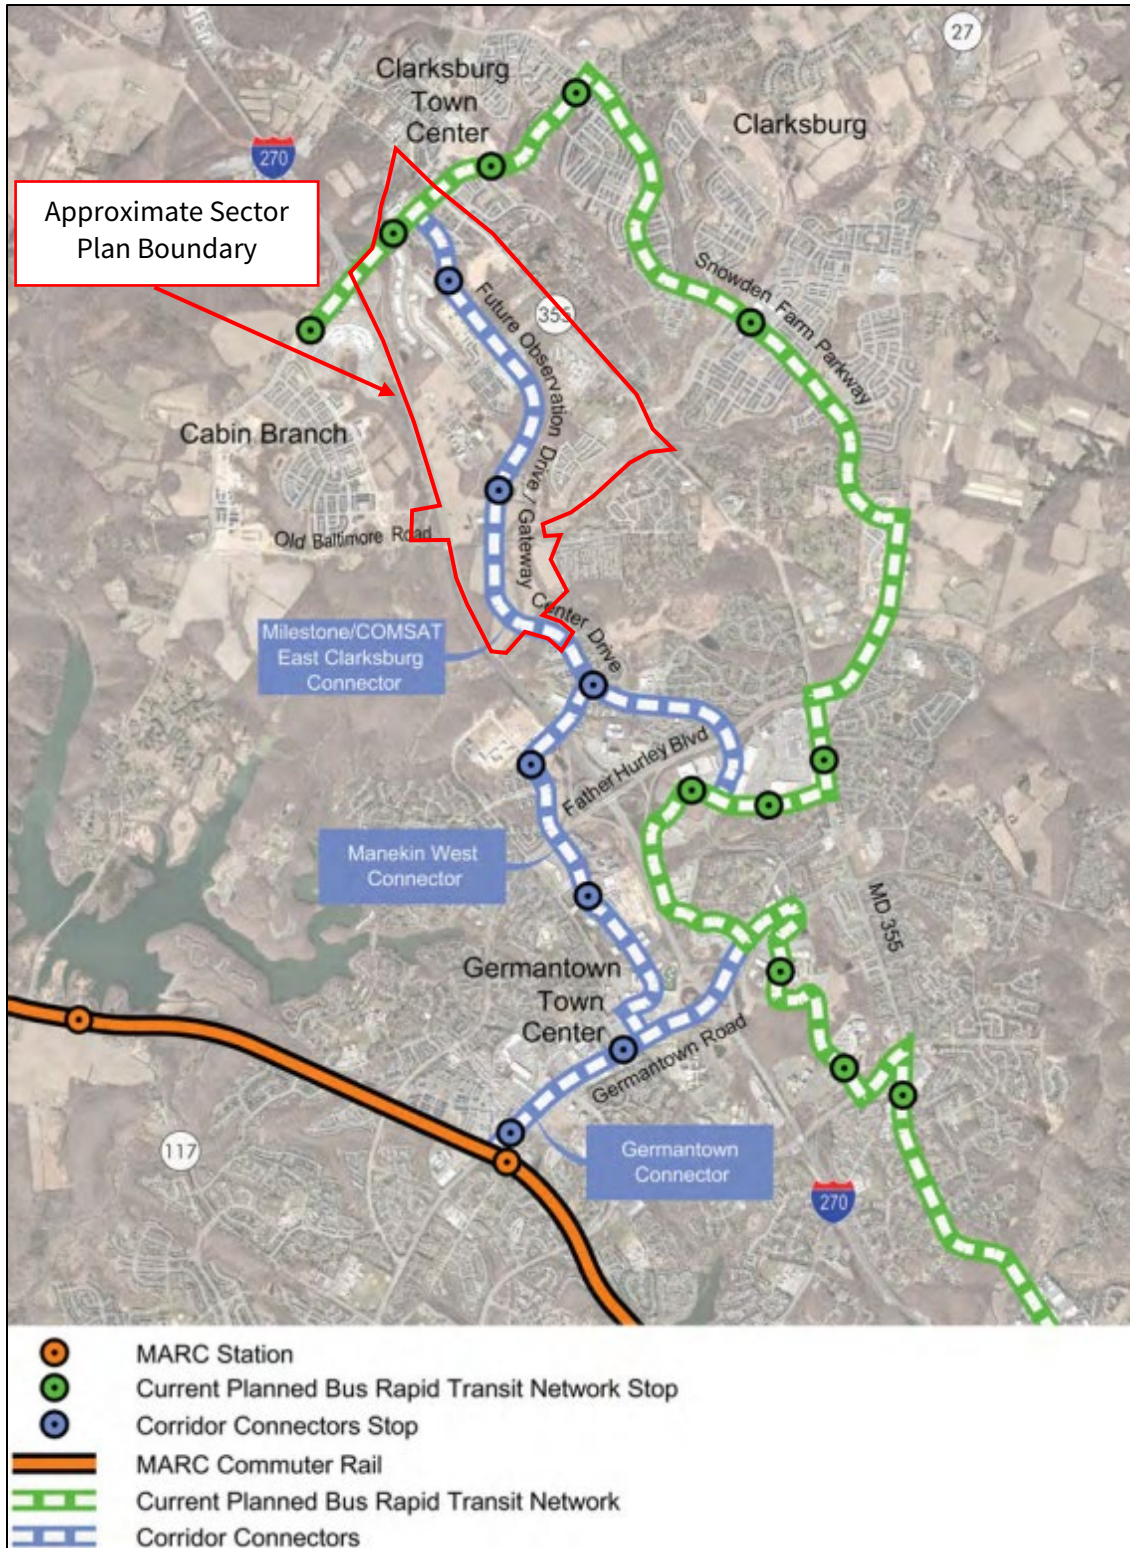 27
Clarksburg
Town
Center
Clarksburg
270
Approximate Sector
Plan Boundary
Snowden Farm Parkway
355
Future Observation Drive / Gateway Center Drive
Cabin Branch
Old Baltimore Road
Milestone/COMSAT
East Clarksburg
Connector
Father Hurley Blvd
Manekin West
Connector
MD 355
Germantown
Town
Center
Germantown Road
117
Germantown
Connector
270
MARC Station
Current Planned Bus Rapid Transit Network Stop
Corridor Connectors Stop
MARC Commuter Rail
Current Planned Bus Rapid Transit Network
Corridor Connectors